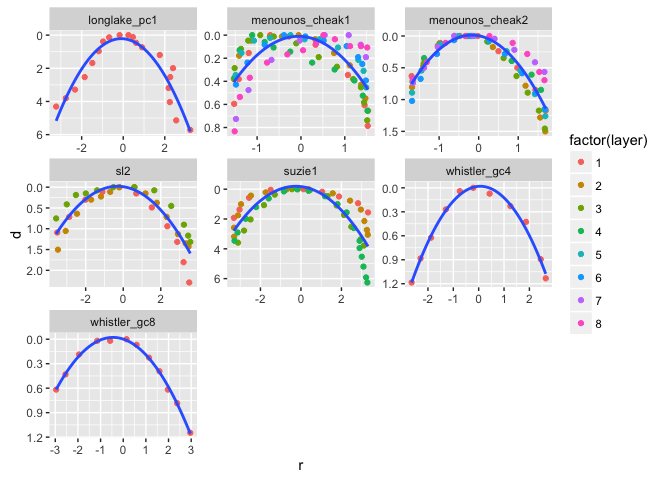 longlake_pc1 menounos_cheak1 menounos_cheak2
0 0.0 0.0
2 0.2 0.5
4 0.4 1.0
6 0.6 1.5
0.8
-2 0 2 -1 0 1 -1 0 1
sl2 suzie1 whistler_gc4
0.0 0 0.0
0.5 2 0.3
1.0 4 0.6
1.5 6 0.9
2.0 1.2
-2 0 2 -2 0 2 -2 -1 0 1 2
whistler_gc8
0.0
0.3
0.6
0.9
1.2
-3 -2 -1 0 1 2 3
d
r
factor(layer)
1
2
3
4
5
6
7
8